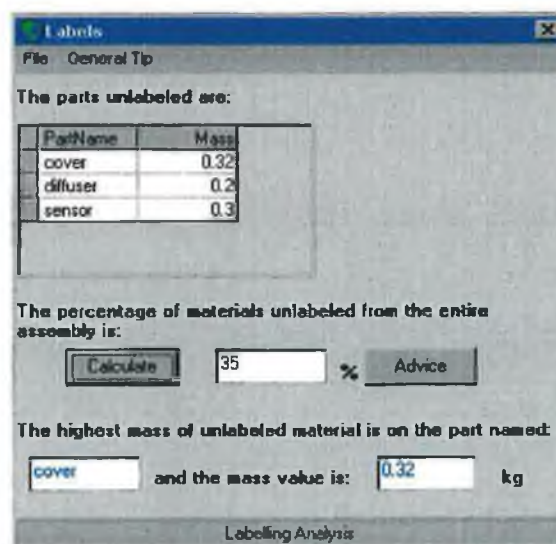 Labels
File General Tip
The parts unlabeled are:
PartName Mass
cover 0.32
diffuser 0.2
sensor 0.3
The percentage of materials unlabeled from the entire
assembly is:
Calculate 35 % Advice
The highest mass of unlabeled material is on the part named:
cover and the mass value is: 0.32 kg
Labelling Analysis